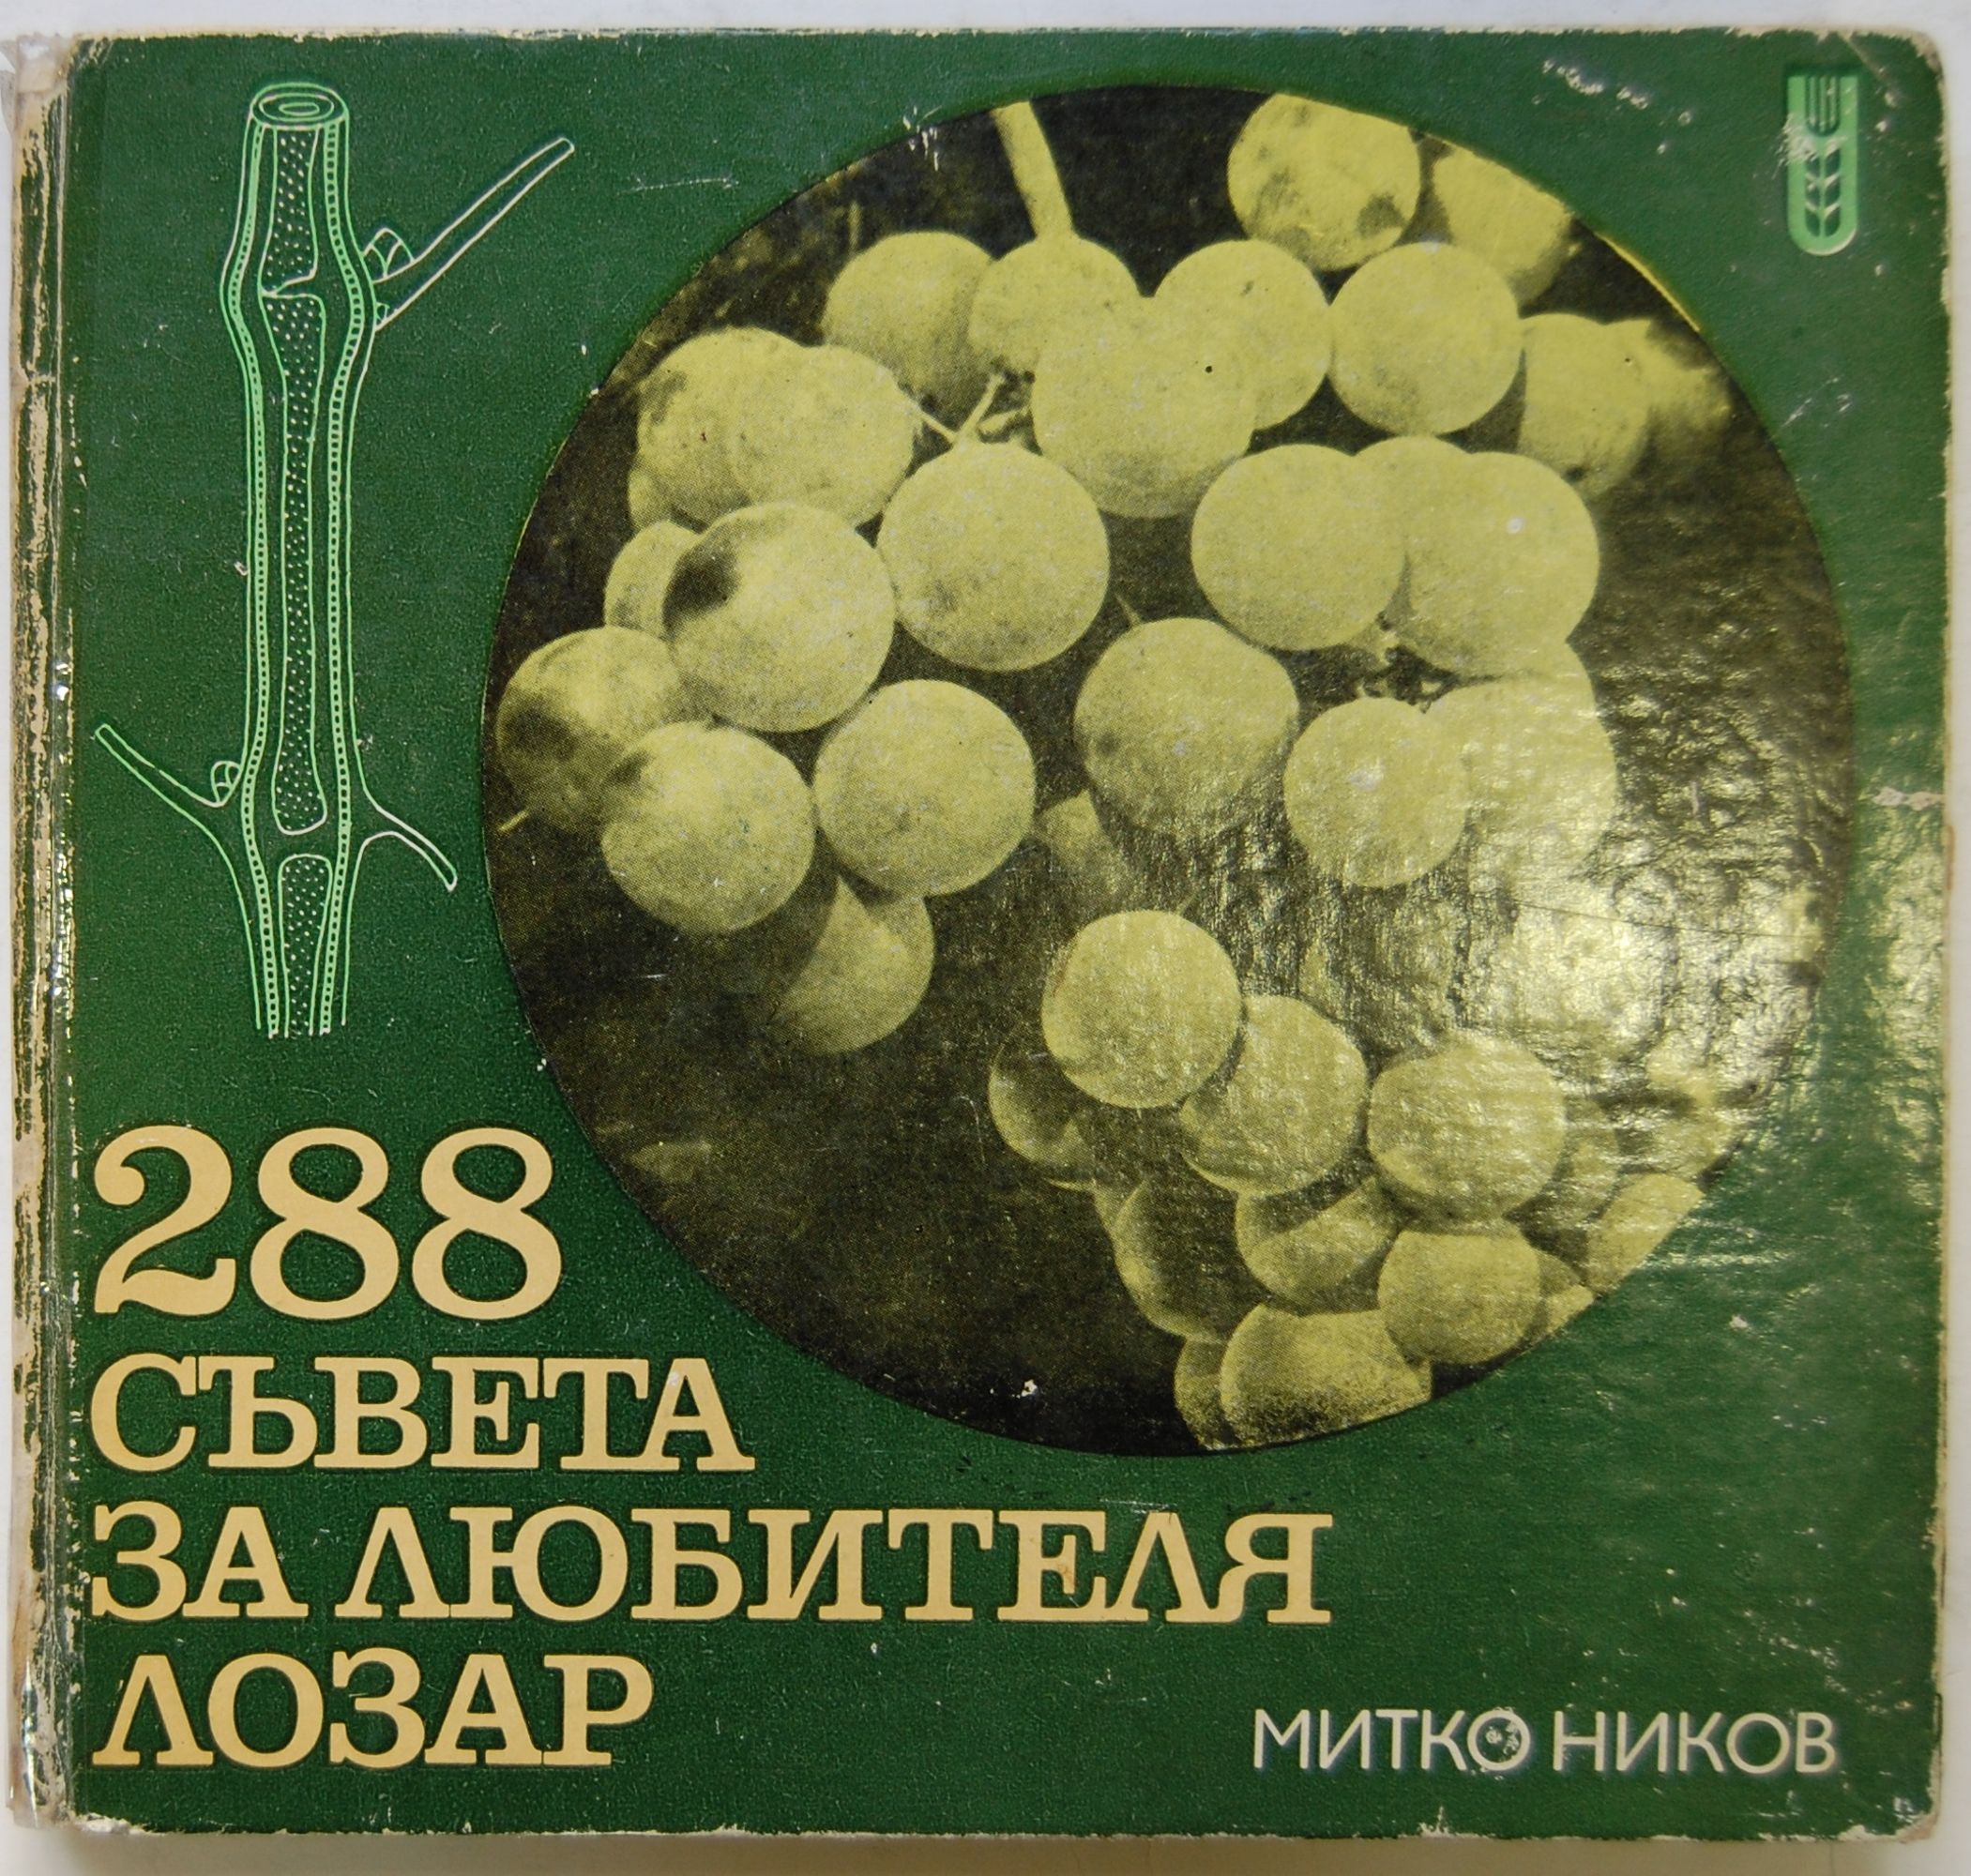 288
СЪВЕТА
ЗА ЛЮБИТЕЛЯ
ЛОЗАР
МИТКО НИКОВ